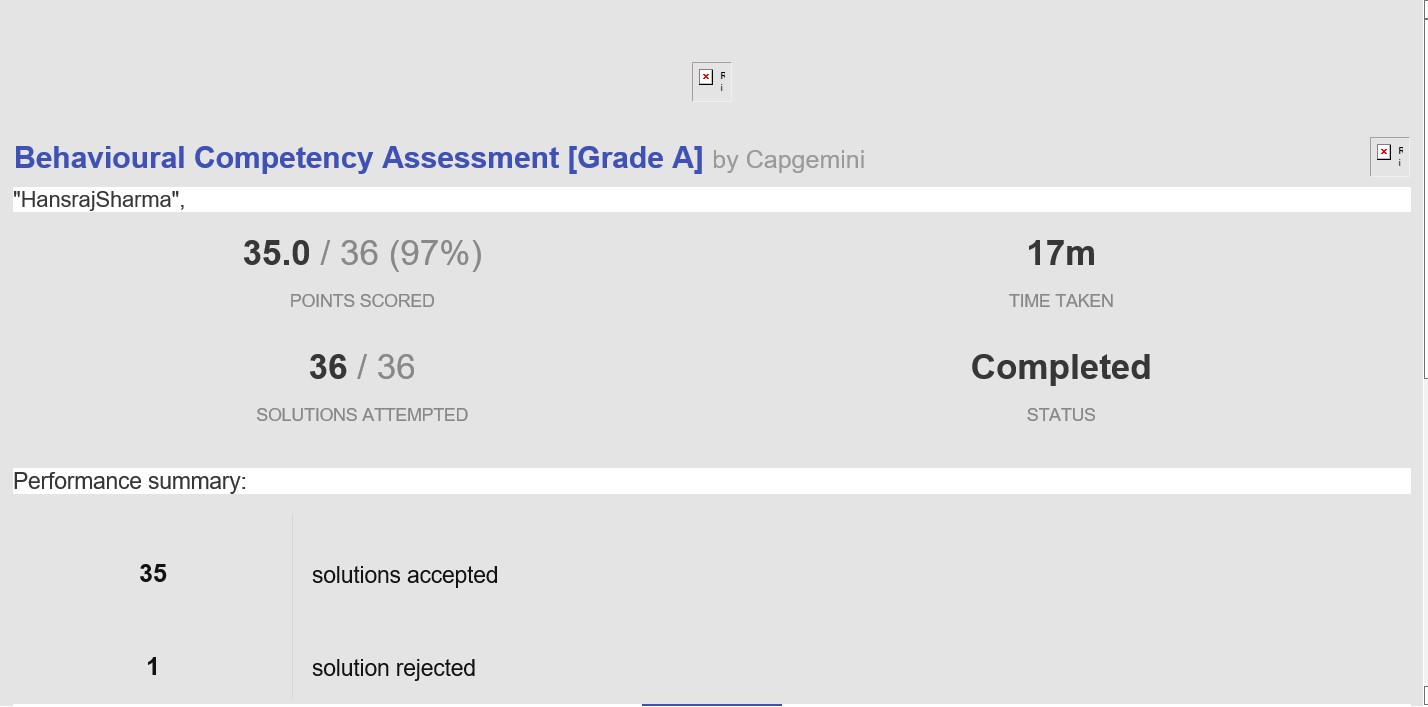 Behavioural Competency Assessment [Grade A] by Capgemini
"HansrajSharma",
35.0 / 36 (97%)
17m
POINTS SCORED
TIME TAKEN
36 / 36
Completed
SOLUTIONS ATTEMPTED
STATUS
Performance summary:
35
solutions accepted
1
solution rejected